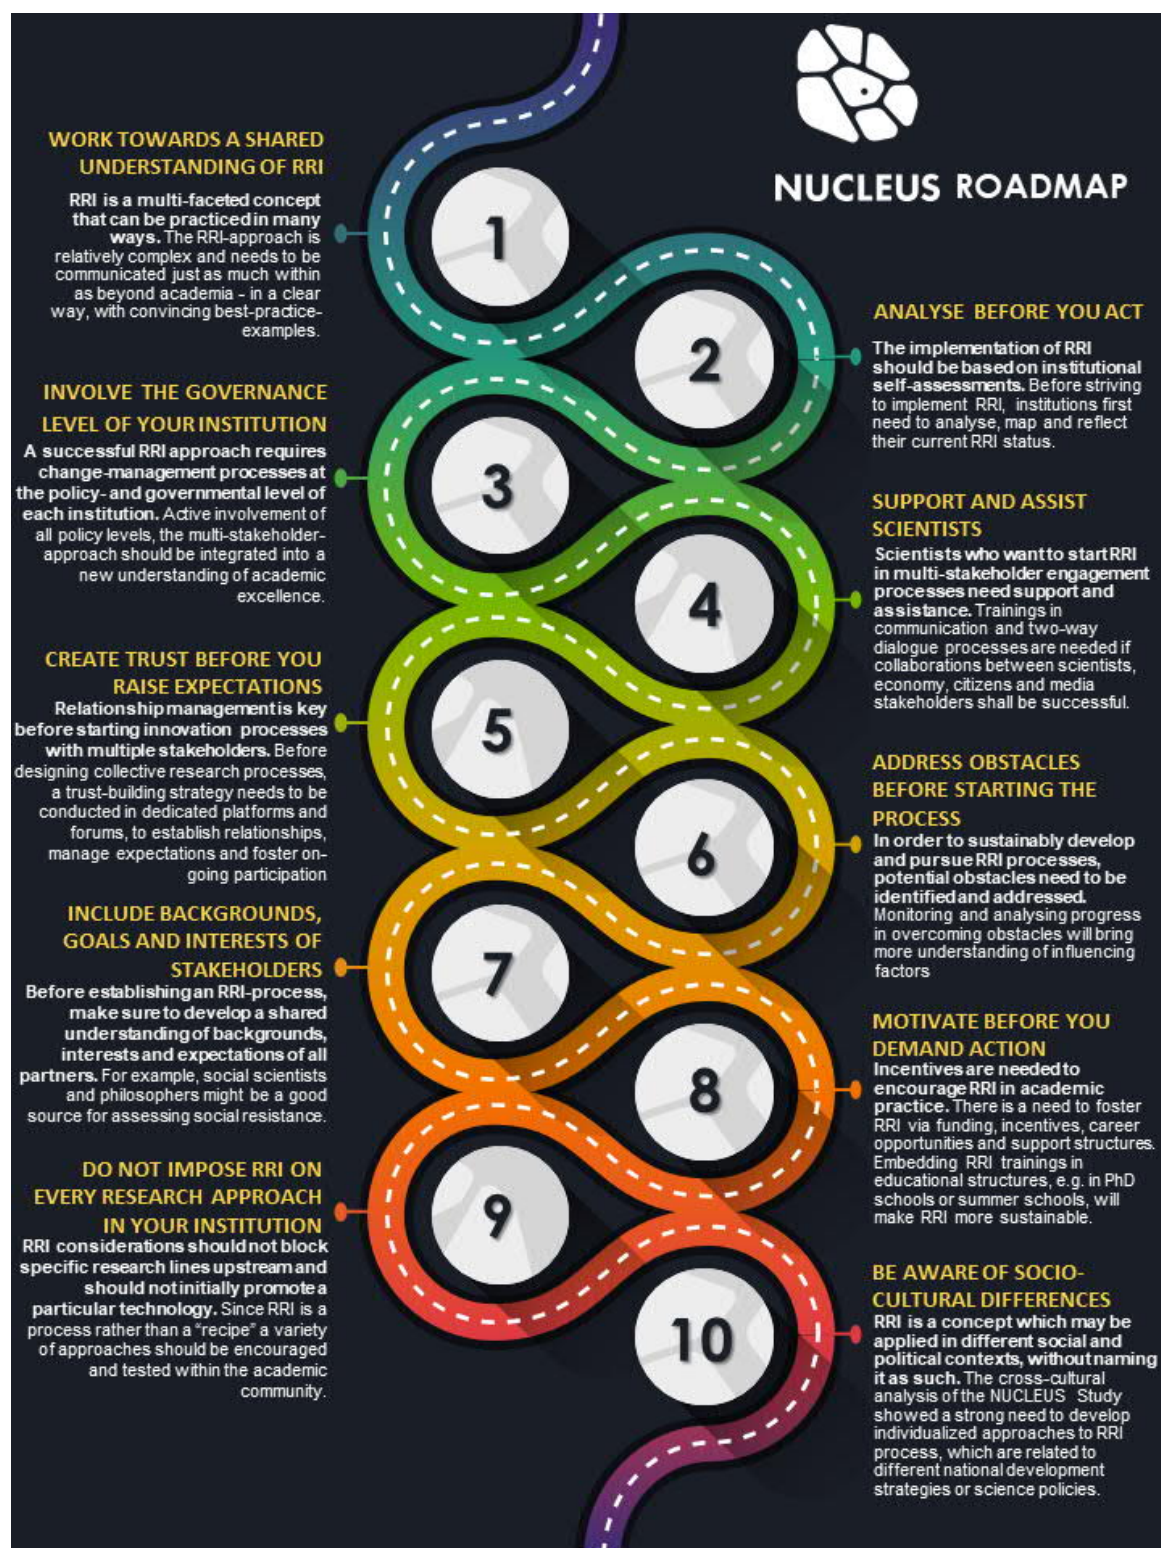 NUCLEUS ROADMAP
WORK TOWARDS A SHARED
UNDERSTANDING OF RRI
RRI is a multi-faceted concept
that can be practiced in many
ways. The RRI-approach is
relatively complex and needs to be
communicated just as much within
as beyond academia - in a clear
way, with convincing best-practice-
examples.
1
2
ANALYSE BEFORE YOU ACT
The implementation of RRI
should be based on institutional
self-assessments. Before striving
to implement RRI, institutions first
need to analyse, map and reflect
their current RRI status.
INVOLVE THE GOVERNANCE
LEVEL OF YOUR INSTITUTION
A successful RRI approach requires
change-management processes at
the policy- and governmental level of
each institution. Active involvement of
all policy levels, the multi-stakeholder-
approach should be integrated into a
new understanding of academic
excellence.
3
4
SUPPORT AND ASSIST
SCIENTISTS
Scientists who want to start RRI
in multi-stakeholder engagement
processes need support and
assistance. Trainings in
communication and two-way
dialogue processes are needed if
collaborations between scientists,
economy, citizens and media
stakeholders shall be successful.
CREATE TRUST BEFORE YOU
RAISE EXPECTATIONS
Relationship management is key
before starting innovation processes
with multiple stakeholders. Before
designing collective research processes,
a trust-building strategy needs to be
conducted in dedicated platforms and
forums, to establish relationships,
manage expectations and foster on-
going participation
5
6
ADDRESS OBSTACLES
BEFORE STARTING THE
PROCESS
In order to sustainably develop
and pursue RRI processes,
potential obstacles need to be
identified and addressed.
Monitoring and analysing progress
in overcoming obstacles will bring
more understanding of influencing
factors
INCLUDE BACKGROUNDS,
GOALS AND INTERESTS OF
STAKEHOLDERS
Before establishing an RRI-process,
make sure to develop a shared
understanding of backgrounds,
interests and expectations of all
partners. For example, social scientists
and philosophers might be a good
source for assessing social resistance.
7
8
MOTIVATE BEFORE YOU
DEMAND ACTION
Incentives are needed to
encourage RRI in academic
practice. There is a need to foster
RRI via funding, incentives, career
opportunities and support structures.
Embedding RRI trainings in
educational structures, e.g. in PhD
schools or summer schools, will
make RRI more sustainable.
DO NOT IMPOSE RRI ON
EVERY RESEARCH APPROACH
IN YOUR INSTITUTION
RRI considerations should not block
specific research lines upstream and
should not initially promote a
particular technology. Since RRI is a
process rather than a "recipe" a variety
of approaches should be encouraged
and tested within the academic
community.
9
10
BE AWARE OF SOCIO-
CULTURAL DIFFERENCES
RRI is a concept which may be
applied in different social and
political contexts, without naming
it as such. The cross-cultural
analysis of the NUCLEUS Study
showed a strong need to develop
individualized approaches to RRI
process, which are related to
different national development
strategies or science policies.